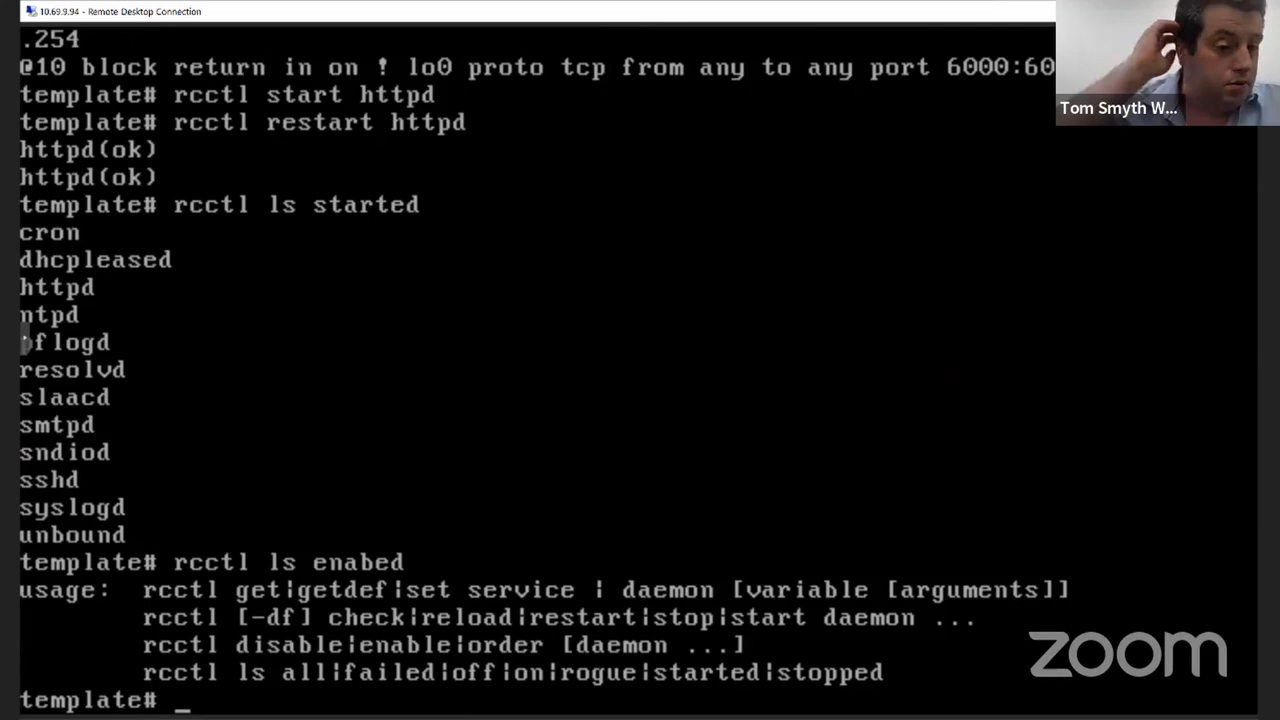 10.69.9.94 - Remote Desktop Connection
.254
@10 block return in on ! lo0 proto tcp from any to any port 6000:60
template# rcctl start httpd
template# rcctl restart httpd
Tom Smyth W...
httpd(ok)
httpd(ok)
template# rcctl ls started
cron
dhcpleased
httpd
ntpd
pflogd
resolvd
slaacd
smtpd
sndiod
sshd
syslogd
unbound
template# rcctl ls enabed
usage: rcctl get|getdef|set service | daemon [variable [arguments]]
rcctl [-df] check|reload|restart|stop|start daemon ...
rcctl disable|enable|order [daemon ...]
rcctl ls all|failed|off|on|rogue|started|stopped
template# _
zoom